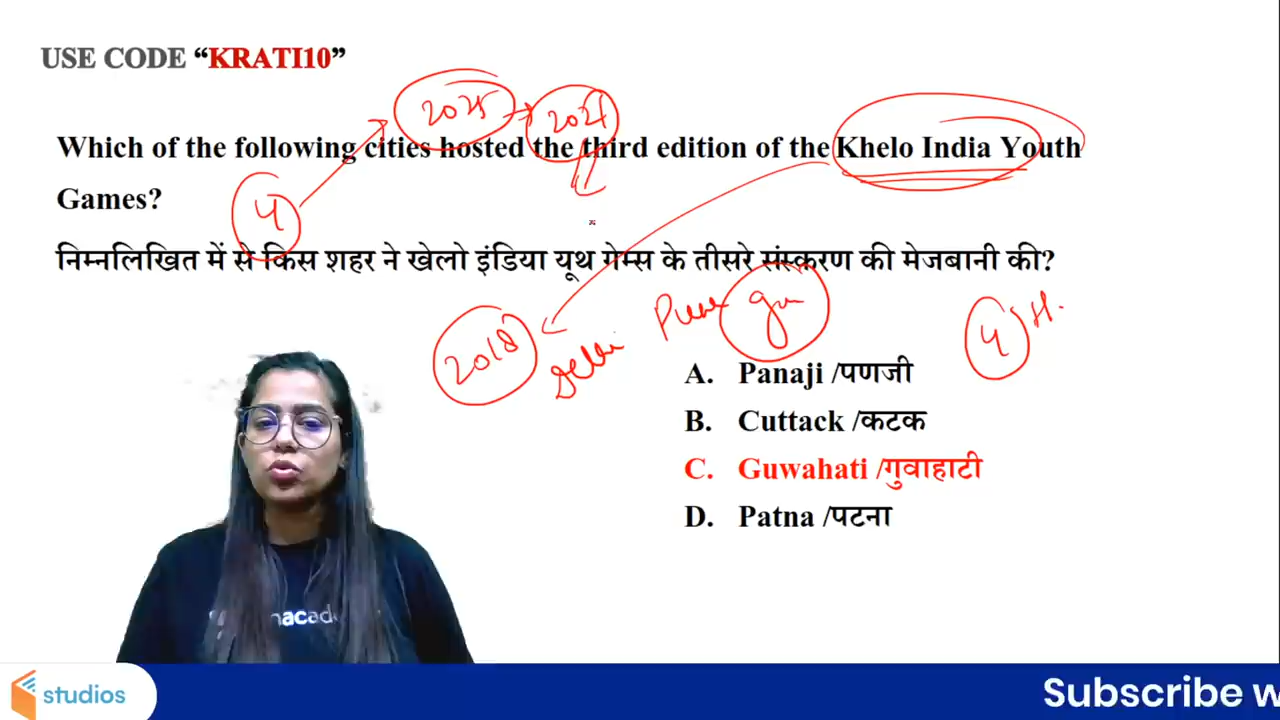 USE CODE “KRATI10”
2025 2021
Which of the following cities hosted the third edition of the Khelo India Youth
Games?
4
निम्नलिखित में से किस शहर ने खेलो इंडिया यूथ गेम्स के तीसरे संस्करण की मेजबानी की?
2018 Delhi Pune gu 4 H.
A. Panaji /पणजी
B. Cuttack /कटक
C. Guwahati /गुवाहाटी
D. Patna /पटना
nacad
studios
Subscribe w